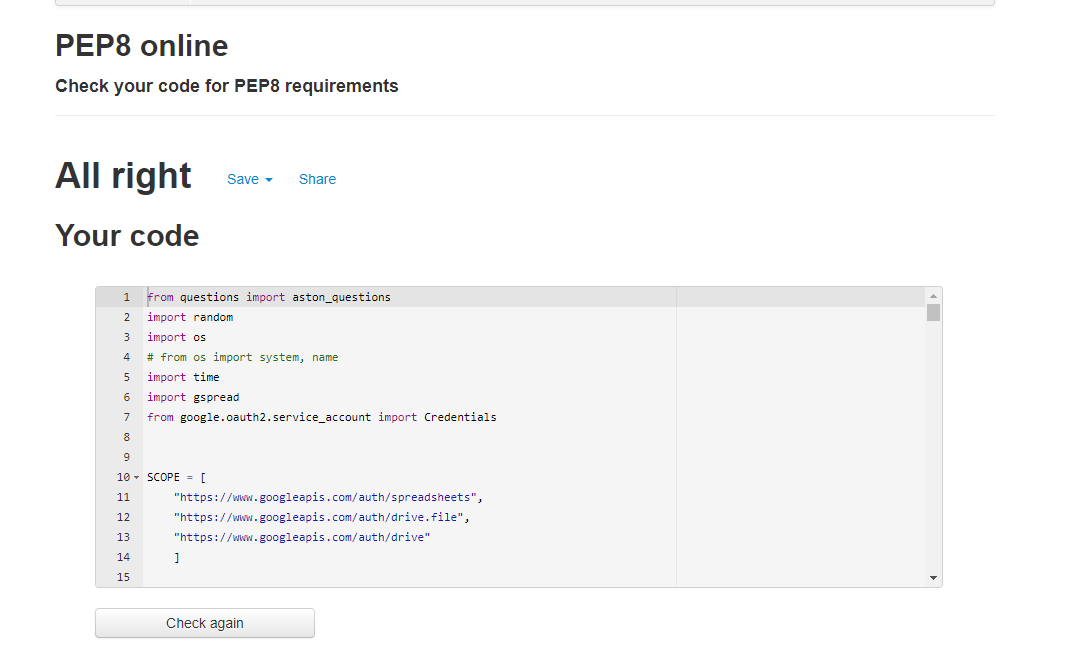 PEP8 online
Check your code for PEP8 requirements
All right Save Share
Your code
1 from questions import aston_questions
2 import random
3 import os
4 # from os import system, name
5 import time
6 import gspread
7 from google.oauth2.service_account import Credentials
8
9
10 SCOPE = [
11     "https://www.googleapis.com/auth/spreadsheets",
12     "https://www.googleapis.com/auth/drive.file",
13     "https://www.googleapis.com/auth/drive"
14     ]
15
Check again